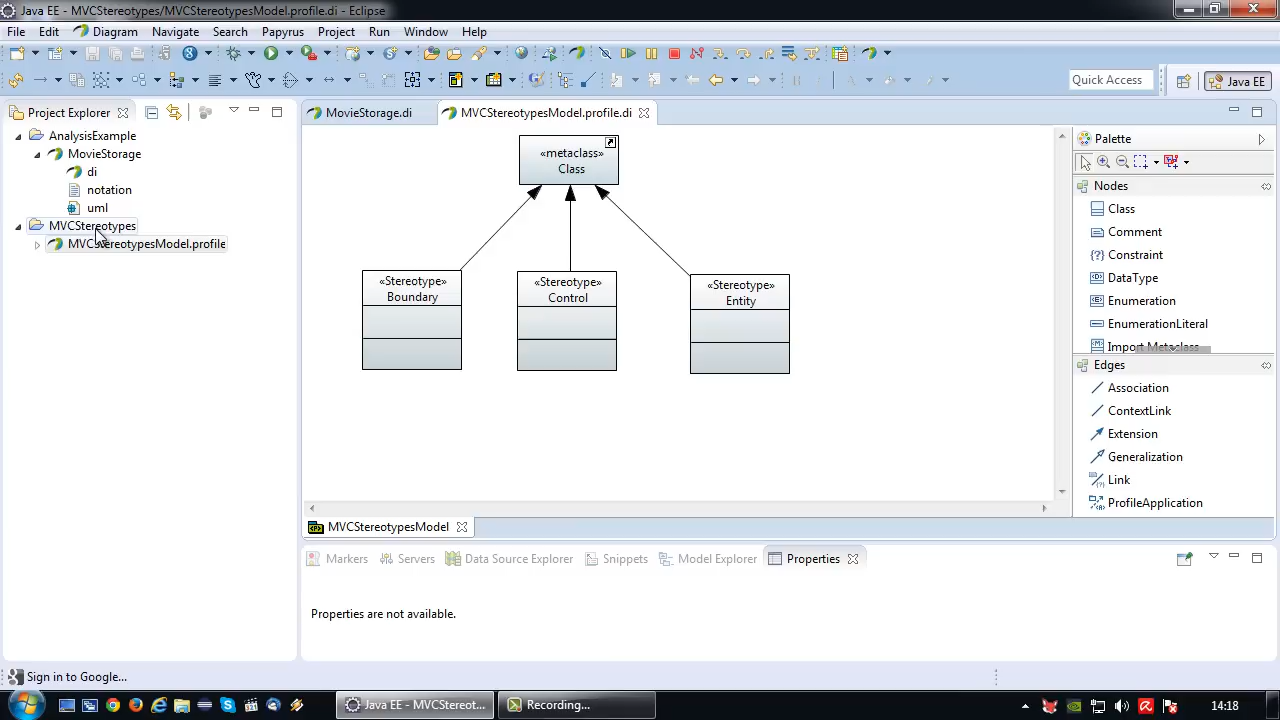 Java EE - MVCStereotypes/MVCStereotypesModel.profile.di - Eclipse
File Edit Diagram Navigate Search Papyrus Project Run Window Help
Quick Access
Java EE
Project Explorer
AnalysisExample
MovieStorage
di
notation
uml
MVCStereotypes
MVCStereotypesModel.profile
MovieStorage.di
MVCStereotypesModel.profile.di
«metaclass»
Class
«Stereotype»
Boundary
«Stereotype»
Control
«Stereotype»
Entity
Palette
Nodes
Class
Comment
Constraint
DataType
Enumeration
EnumerationLiteral
Import Metaclass
Edges
Association
ContextLink
Extension
Generalization
Link
ProfileApplication
MVCStereotypesModel
Markers Servers Data Source Explorer Snippets Model Explorer Properties
Properties are not available.
Sign in to Google...
Java EE - MVCStereot...
Recording...
14:18